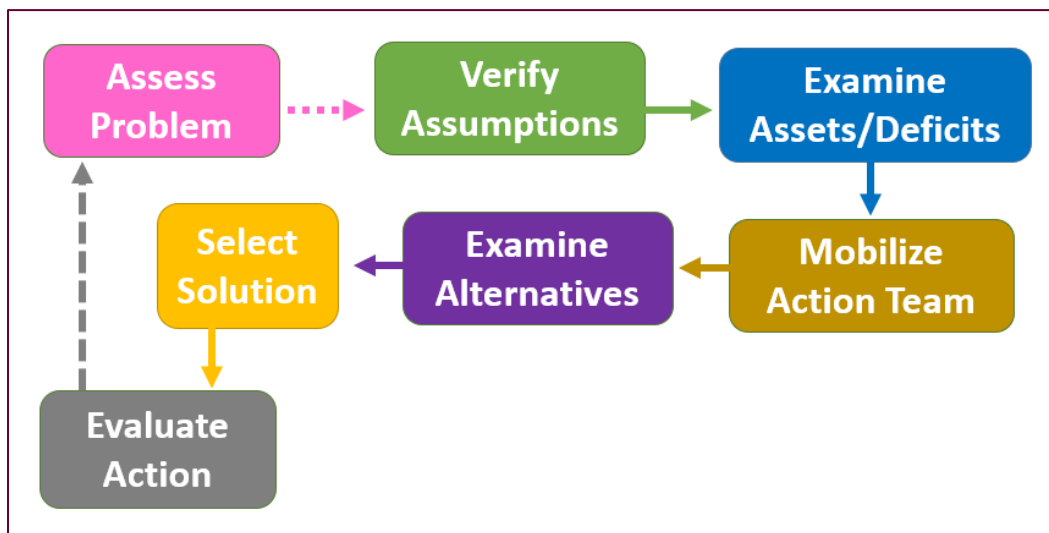 Assess
Problem
Verify
Assumptions
Examine
Assets/Deficits
Mobilize
Action Team
Examine
Alternatives
Select
Solution
Evaluate
Action